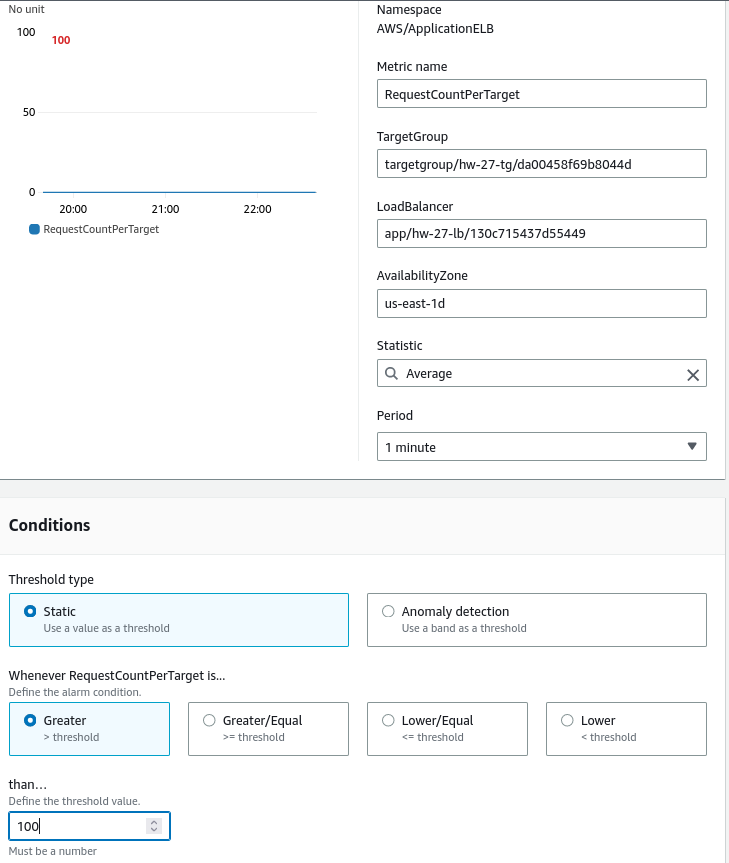 No unit
100
100
50
0
20:00 21:00 22:00
RequestCountPerTarget
Namespace
AWS/ApplicationELB
Metric name
RequestCountPerTarget
TargetGroup
targetgroup/hw-27-tg/da00458f69b8044d
LoadBalancer
app/hw-27-lb/130c715437d55449
AvailabilityZone
us-east-1d
Statistic
Average
Period
1 minute
Conditions
Threshold type
Static
Use a value as a threshold
Anomaly detection
Use a band as a threshold
Whenever RequestCountPerTarget is...
Define the alarm condition.
Greater
> threshold
Greater/Equal
>= threshold
Lower/Equal
<= threshold
Lower
< threshold
than...
Define the threshold value.
100
Must be a number